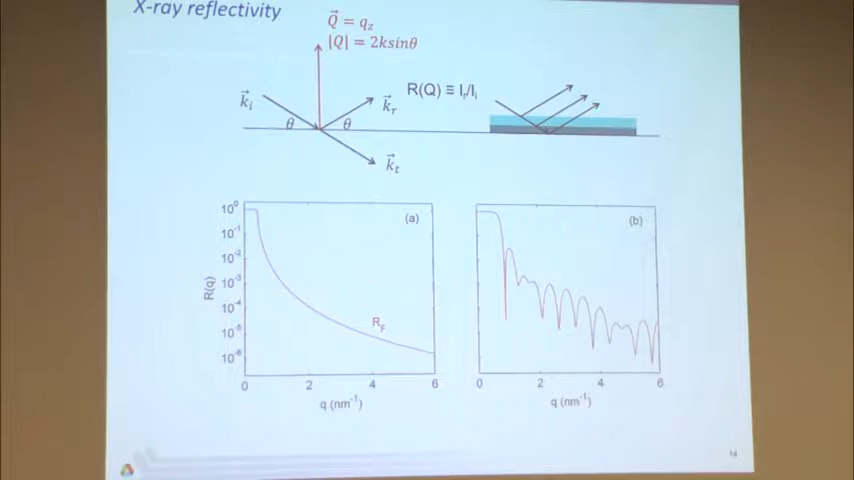 X-ray reflectivity
Q⃗ = q_z
|Q| = 2ksinθ
k⃗_i
θ
θ
k⃗_r
R(Q) ≡ I_r/I_i
k⃗_t
(a)
10^0
10^-1
10^-2
10^-3
10^-4
10^-5
10^-6
R(q)
R_F
0 2 4 6
q (nm^-1)
(b)
0 2 4 6
q (nm^-1)
14